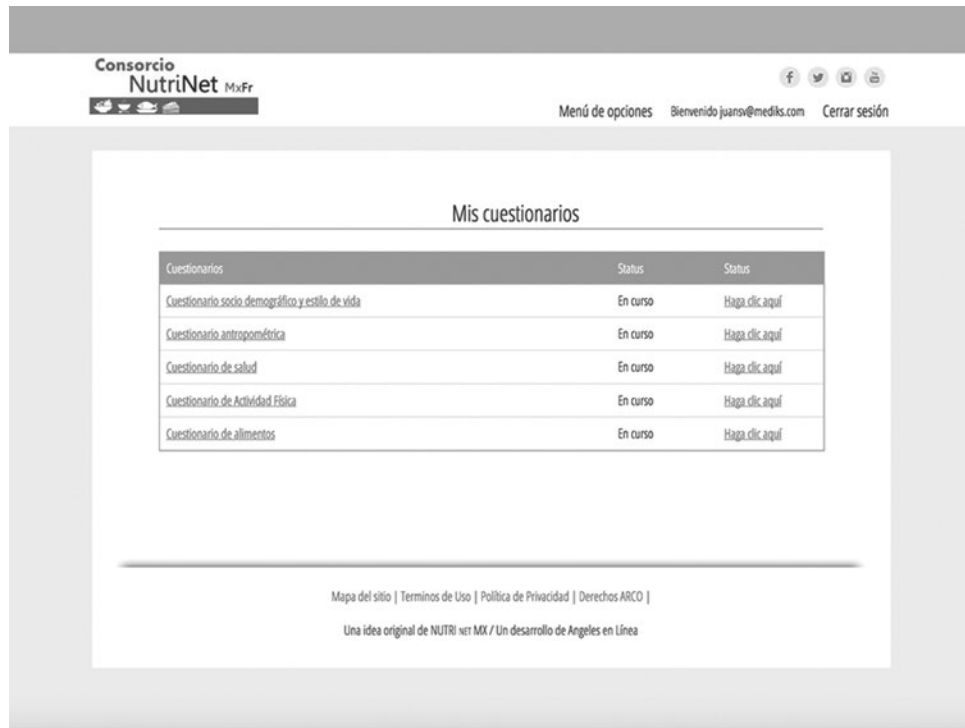 Consorcio
NutriNet MxFr
Menú de opciones Bienvenido juansv@mediks.com Cerrar sesión
Mis cuestionarios
Cuestionarios Status Status
Cuestionario socio demográfico y estilo de vida En curso Haga clic aquí
Cuestionario antropométrica En curso Haga clic aquí
Cuestionario de salud En curso Haga clic aquí
Cuestionario de Actividad Física En curso Haga clic aquí
Cuestionario de alimentos En curso Haga clic aquí
Mapa del sitio | Terminos de Uso | Política de Privacidad | Derechos ARCO |
Una idea original de NUTRI NET MX / Un desarrollo de Angeles en Línea